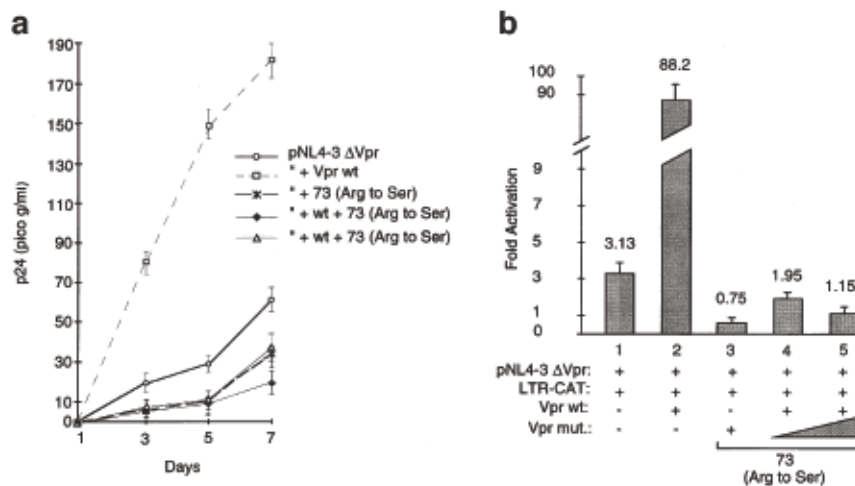 a
190
170
150
130
110
90
70
50
30
10
0
p24 (pico g/ml)
1
3
5
7
Days
pNL4-3 ΔVpr
" + Vpr wt
" + 73 (Arg to Ser)
" + wt + 73 (Arg to Ser)
" + wt + 73 (Arg to Ser)
b
100
90
9
7
5
3
1
0
Fold Activation
3.13
88.2
0.75
1.95
1.15
1 2 3 4 5
pNL4-3 ΔVpr: + + + + +
LTR-CAT: + + + + +
Vpr wt: - + - + +
Vpr mut.: - - +
73
(Arg to Ser)